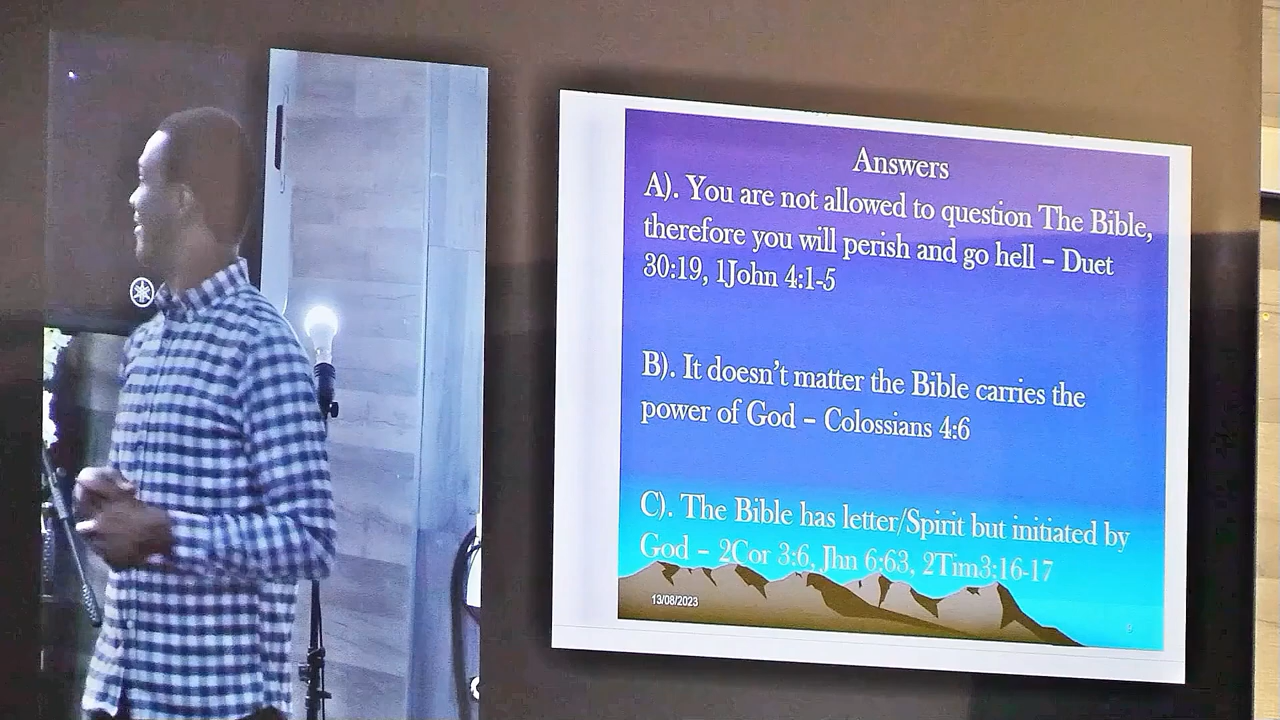 Answers
A). You are not allowed to question The Bible,
therefore you will perish and go hell – Duet
30:19, 1John 4:1-5
B). It doesn't matter the Bible carries the
power of God – Colossians 4:6
C). The Bible has letter/Spirit but initiated by
God – 2Cor 3:6, Jhn 6:63, 2Tim3:16-17
13/08/2023
9